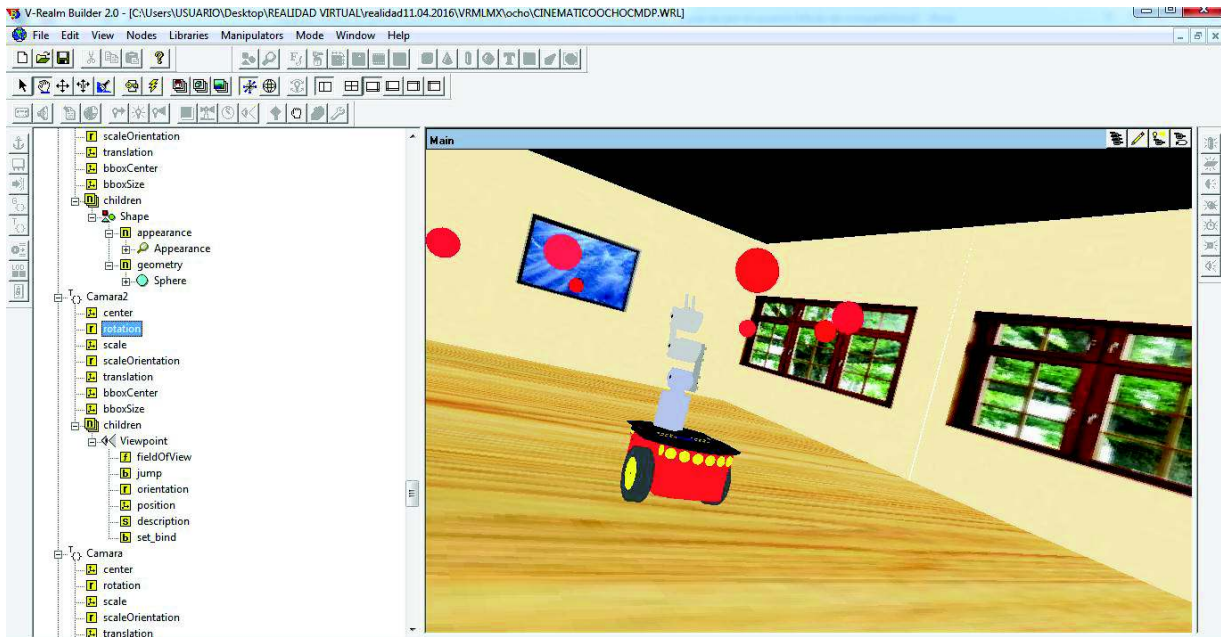 V-Realm Builder 2.0 - [C:\Users\USUARIO\Desktop\REALIDAD VIRTUAL\realidad11.04.2016\VRMLMX\ocho\CINEMATICOOCHOCMDP.WRL]
File Edit View Nodes Libraries Manipulators Mode Window Help
scaleOrientation
translation
bboxCenter
bboxSize
children
Shape
appearance
Appearance
geometry
Sphere
Camara2
center
rotation
scale
scaleOrientation
translation
bboxCenter
bboxSize
children
Viewpoint
fieldOfView
jump
orientation
position
description
set_bind
Camara
center
rotation
scale
scaleOrientation
translation
Main